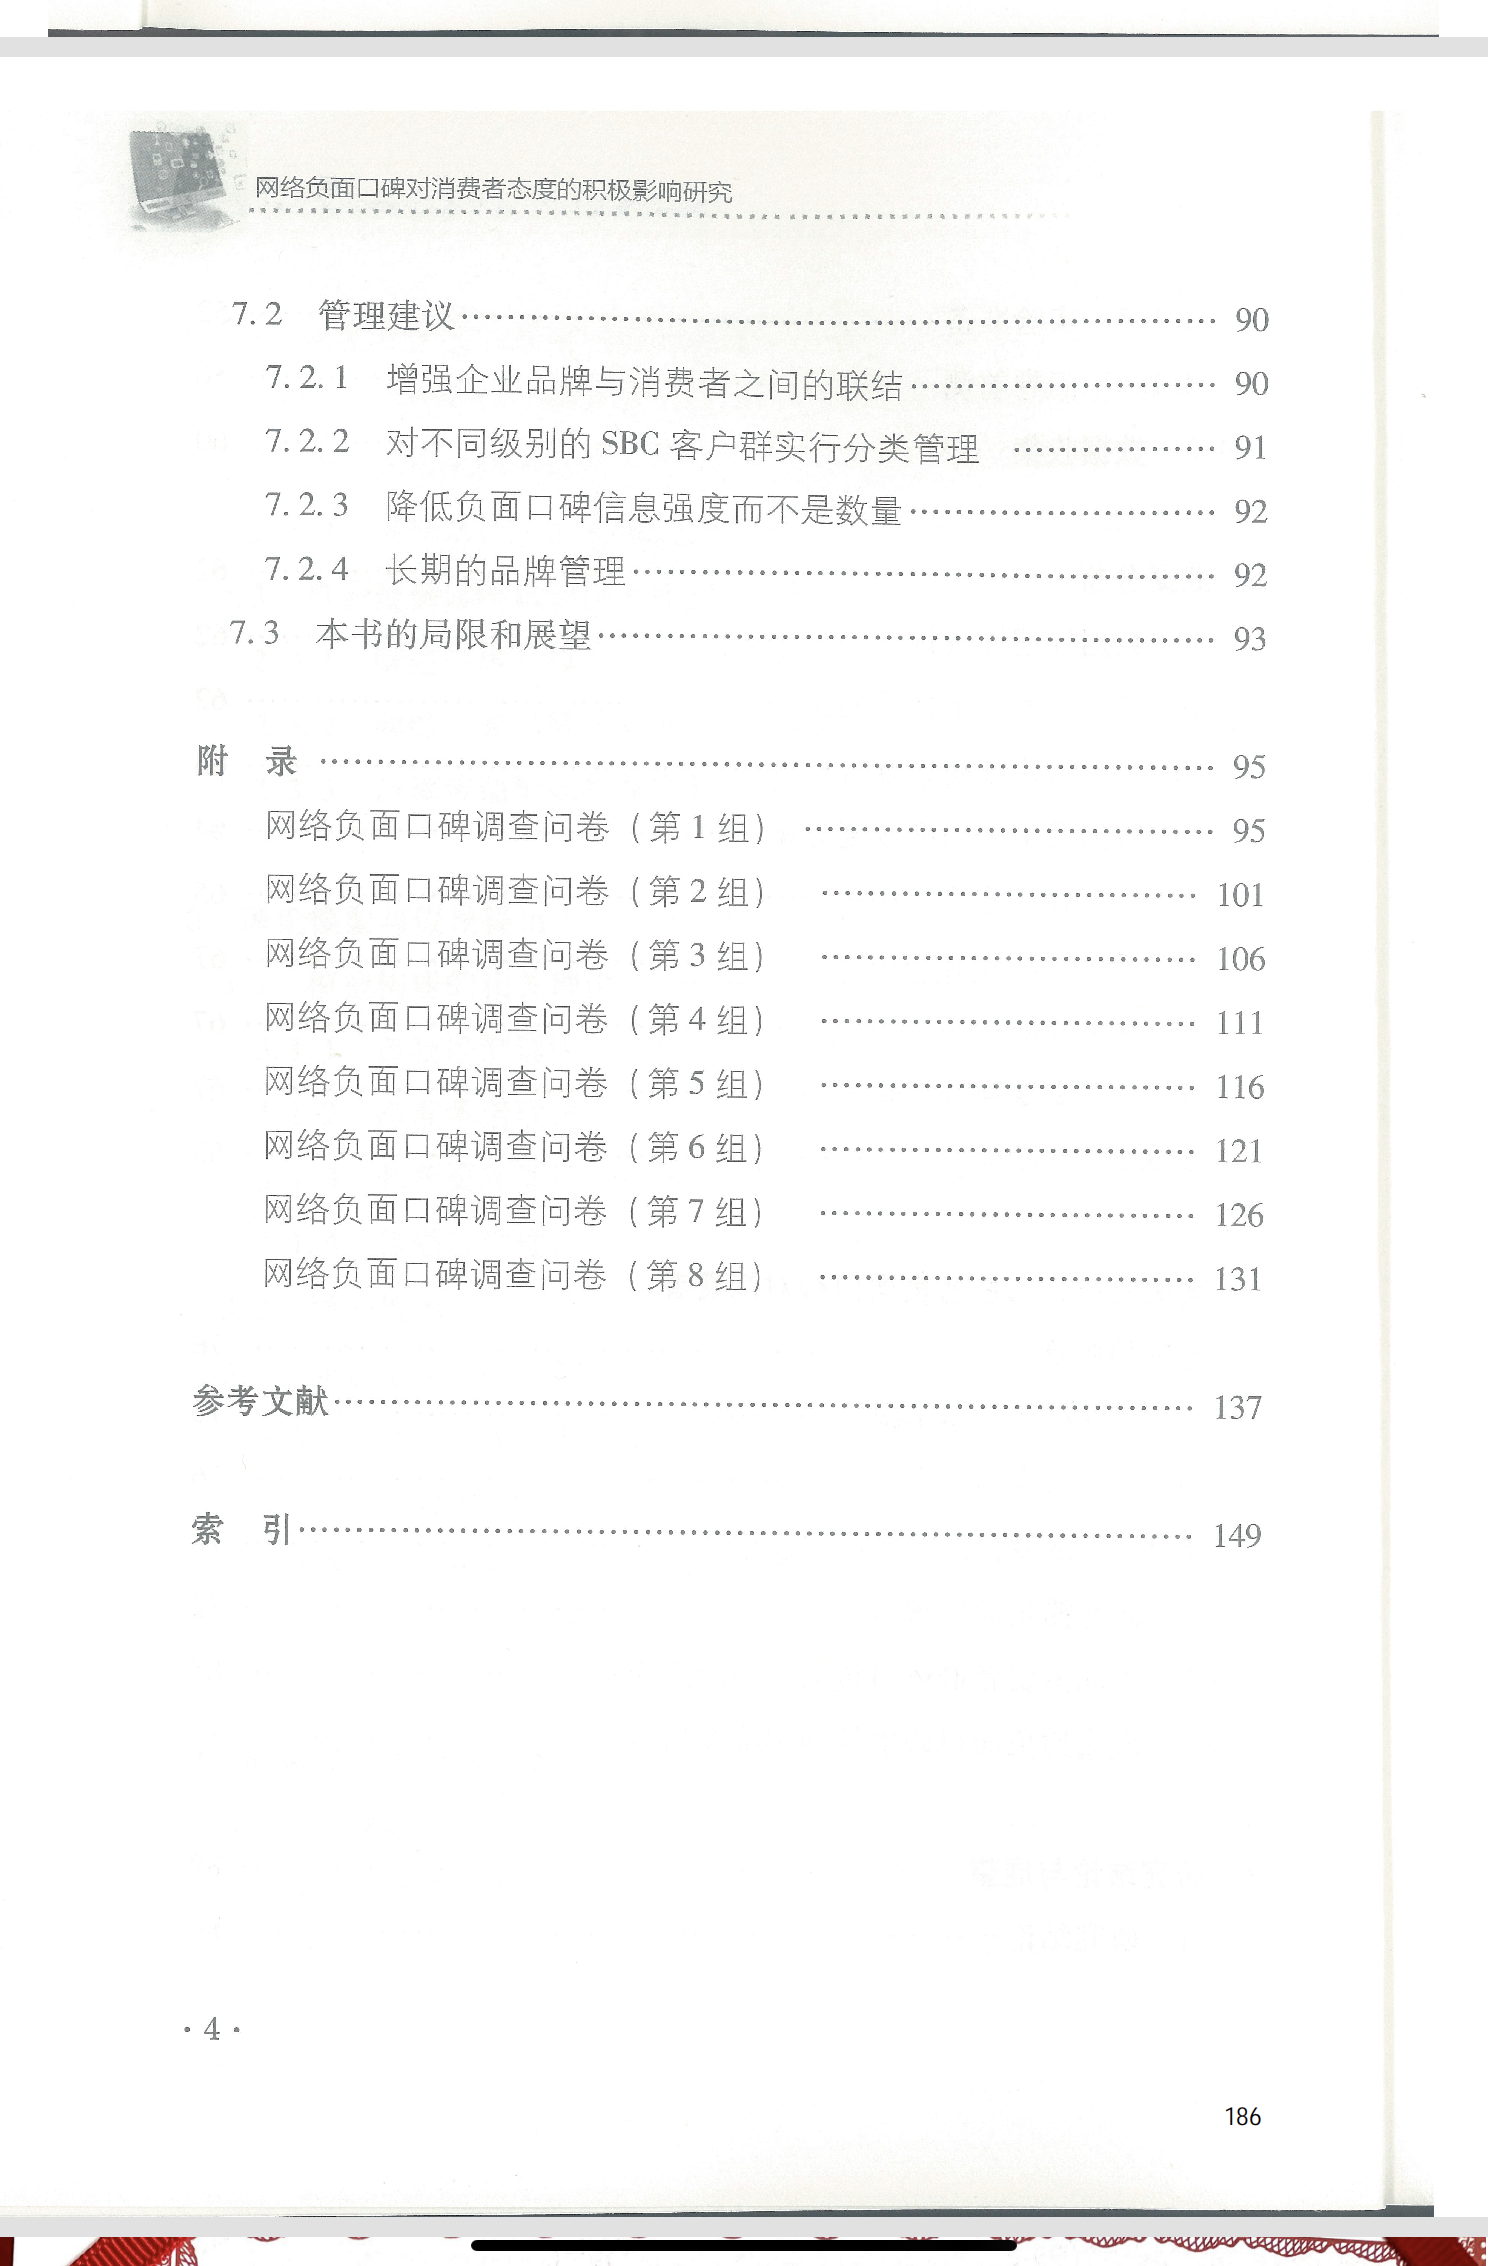 网络负面口碑对消费者态度的积极影响研究
7.2 管理建议…………………………………………………… 90
7.2.1 增强企业品牌与消费者之间的联结…………………… 90
7.2.2 对不同级别的 SBC 客户群实行分类管理 …………… 91
7.2.3 降低负面口碑信息强度而不是数量…………………… 92
7.2.4 长期的品牌管理………………………………………… 92
7.3 本书的局限和展望………………………………………… 93
附 录 ……………………………………………………………… 95
网络负面口碑调查问卷（第 1 组） …………………………… 95
网络负面口碑调查问卷（第 2 组） ………………………… 101
网络负面口碑调查问卷（第 3 组） ………………………… 106
网络负面口碑调查问卷（第 4 组） ………………………… 111
网络负面口碑调查问卷（第 5 组） ………………………… 116
网络负面口碑调查问卷（第 6 组） ………………………… 121
网络负面口碑调查问卷（第 7 组） ………………………… 126
网络负面口碑调查问卷（第 8 组） ………………………… 131
参考文献…………………………………………………………… 137
索 引……………………………………………………………… 149
· 4 ·
186